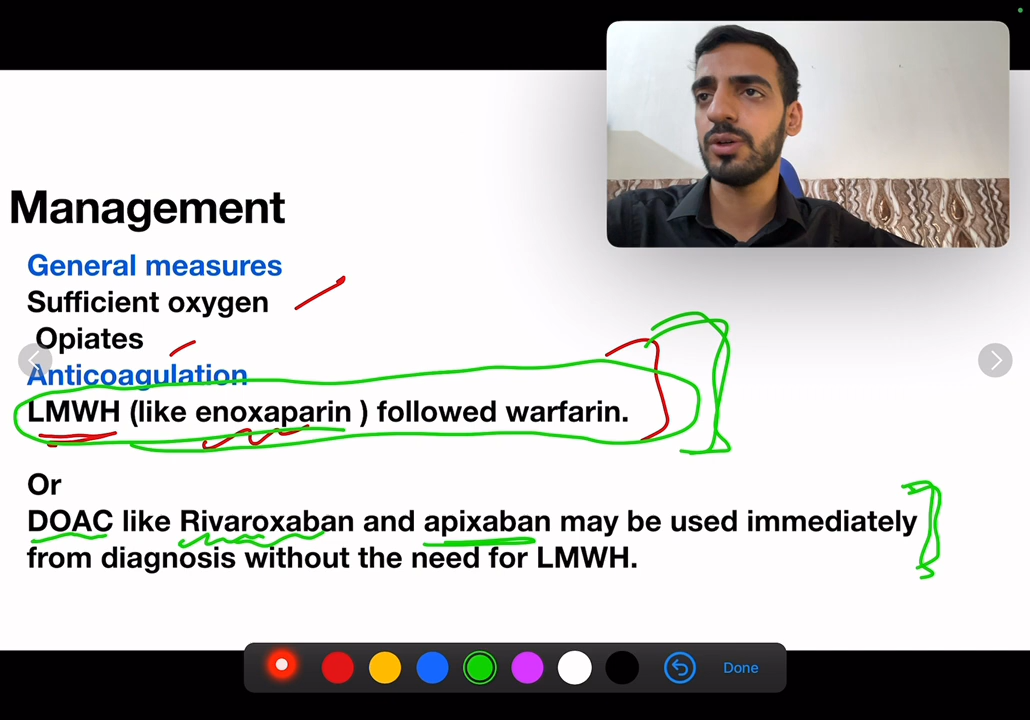 Management
General measures
Sufficient oxygen
Opiates
Anticoagulation
LMWH (like enoxaparin ) followed warfarin.
Or
DOAC like Rivaroxaban and apixaban may be used immediately
from diagnosis without the need for LMWH.
Done